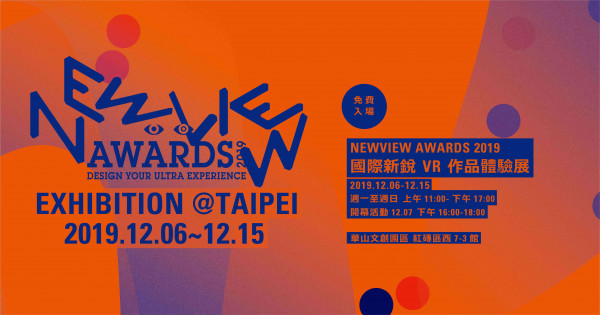 NEWVIEW
AWARDS 2019
DESIGN YOUR ULTRA EXPERIENCE
EXHIBITION @TAIPEI
2019.12.06~12.15
免費
入場
NEWVIEW AWARDS 2019
國際新銳 VR 作品體驗展
2019.12.06-12.15
週一至週日 上午 11:00- 下午 17:00
開幕活動 12.07 下午 16:00-18:00
華山文創園區 紅磚區西 7-3 館